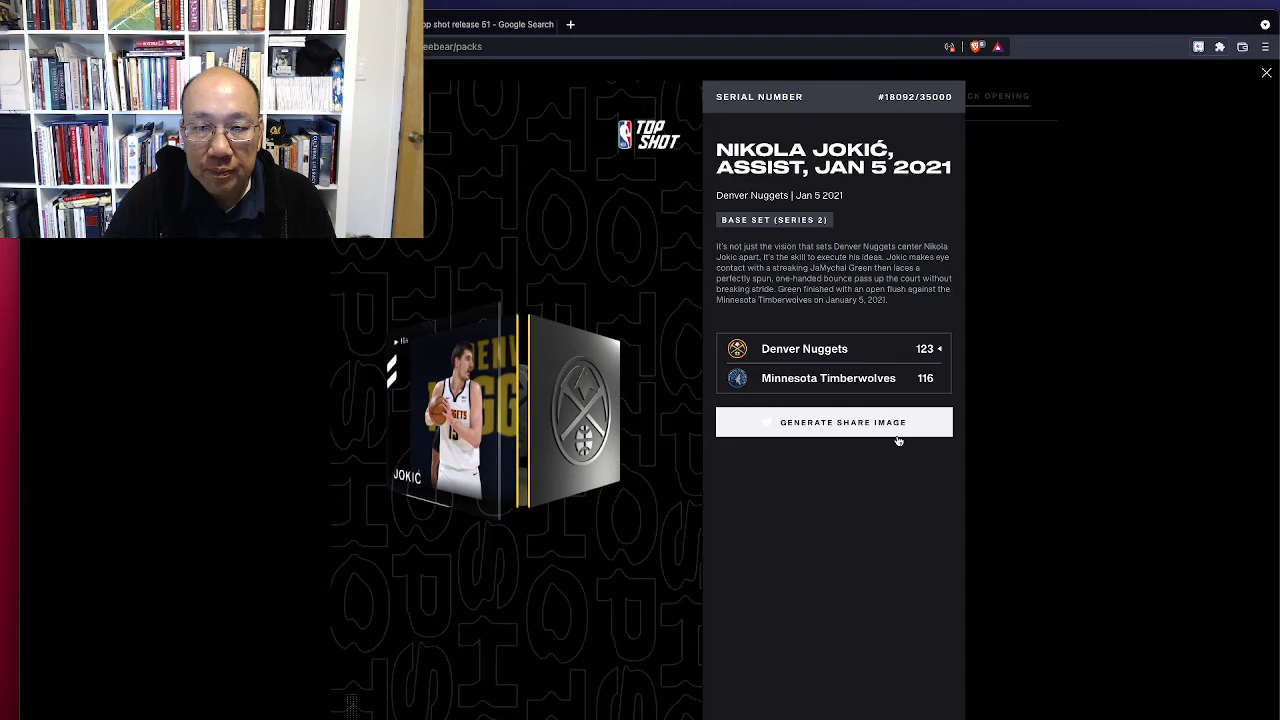 op shot release 51 - Google Search
eebear/packs
CK OPENING
SERIAL NUMBER #18092/35000
TOP
SHOT
NIKOLA JOKIĆ,
ASSIST, JAN 5 2021
Denver Nuggets | Jan 5 2021
BASE SET (SERIES 2)
It's not just the vision that sets Denver Nuggets center Nikola
Jokic apart, it's the skill to execute his ideas. Jokic makes eye
contact with a streaking JaMychal Green then laces a
perfectly spun, one-handed bounce pass up the court without
breaking stride. Green finished with an open flush against the
Minnesota Timberwolves on January 5, 2021.
Denver Nuggets 123
Minnesota Timberwolves 116
GENERATE SHARE IMAGE
JOKIĆ
15